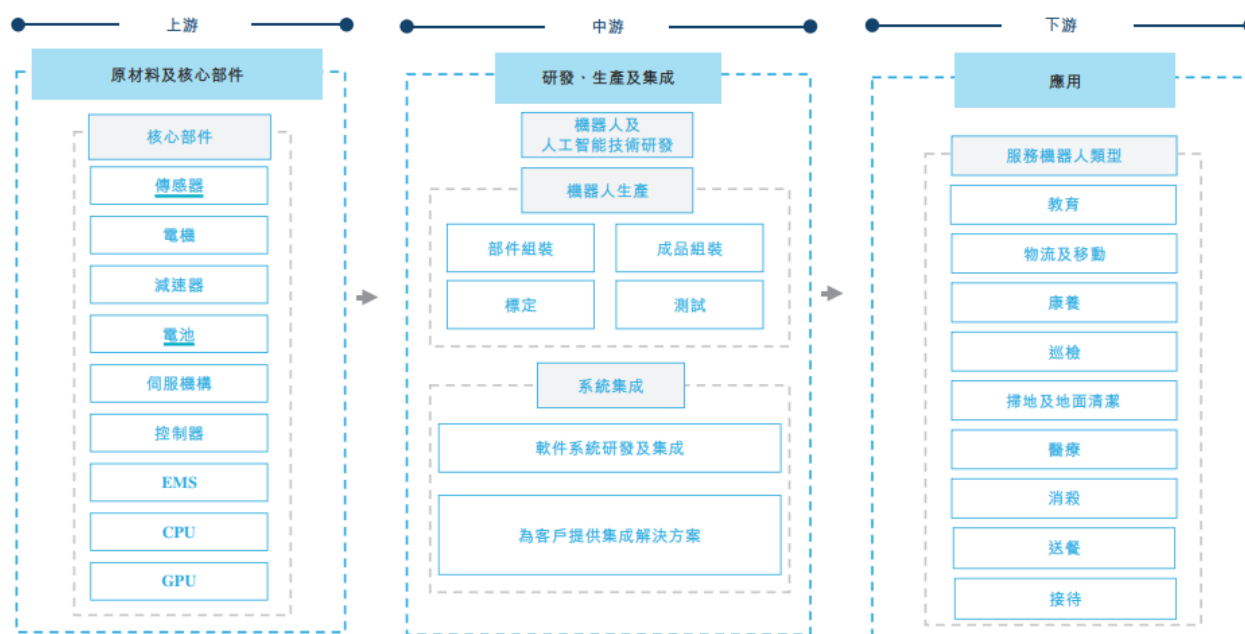 上游
原材料及核心部件
核心部件
傳感器
電機
減速器
電池
伺服機構
控制器
EMS
CPU
GPU
中游
研發、生產及集成
機器人及
人工智能技術研發
機器人生產
部件組裝
成品組裝
標定
測試
系統集成
軟件系統研發及集成
為客戶提供集成解決方案
下游
應用
服務機器人類型
教育
物流及移動
康養
巡檢
掃地及地面清潔
醫療
消殺
送餐
接待